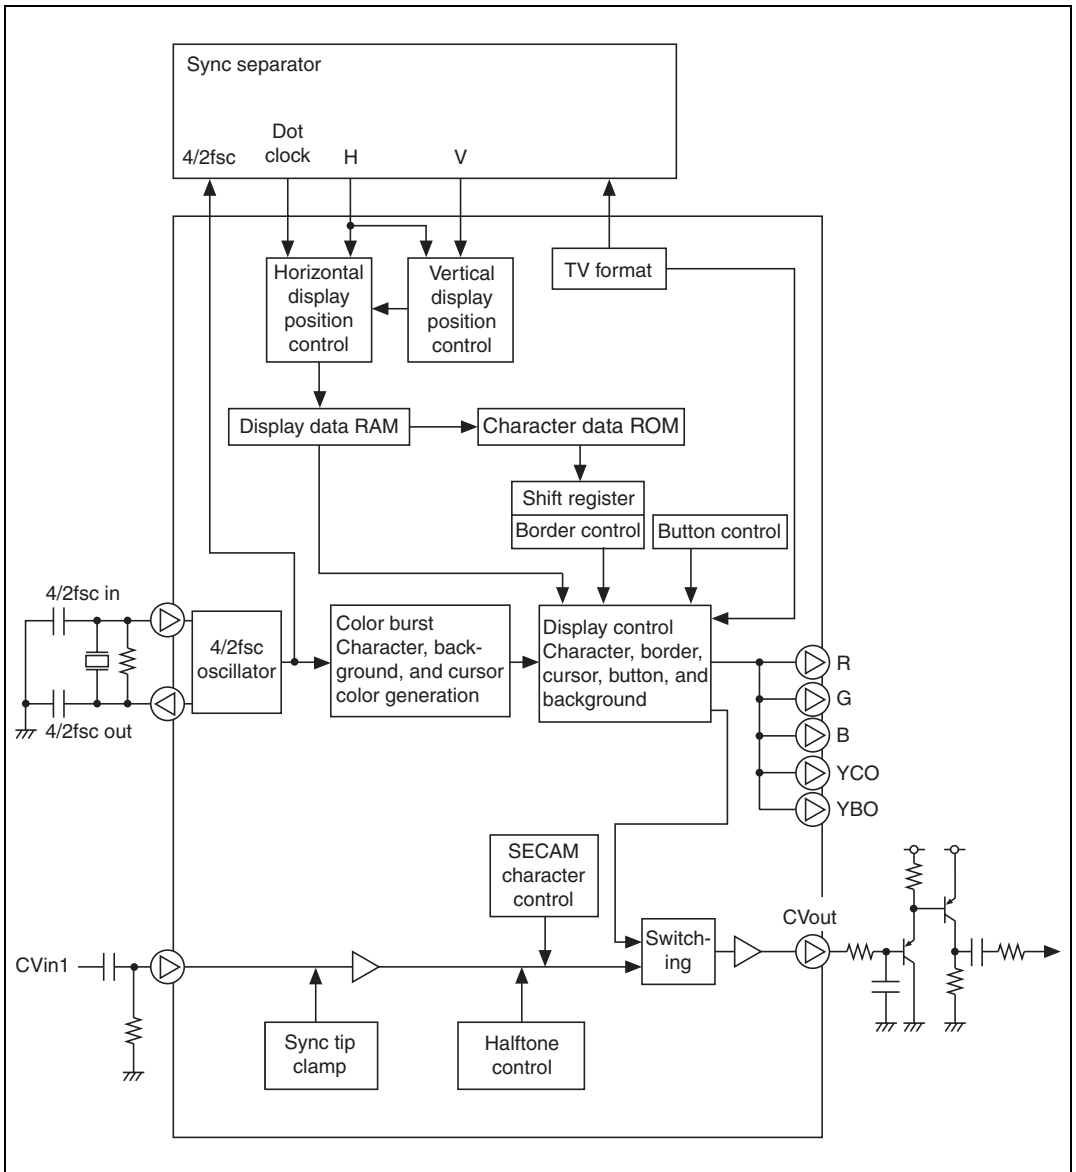 Sync separator
Dot
4/2fsc clock H V
Horizontal
display
position
control
Vertical
display
position
control
TV format
Display data RAM
Character data ROM
Shift register
Border control
Button control
4/2fsc in
4/2fsc
oscillator
4/2fsc out
Color burst
Character, back-
ground, and cursor
color generation
Display control
Character, border,
cursor, button, and
background
R
G
B
YCO
YBO
SECAM
character
control
CVin1
Switch-
ing
CVout
Sync tip
clamp
Halftone
control